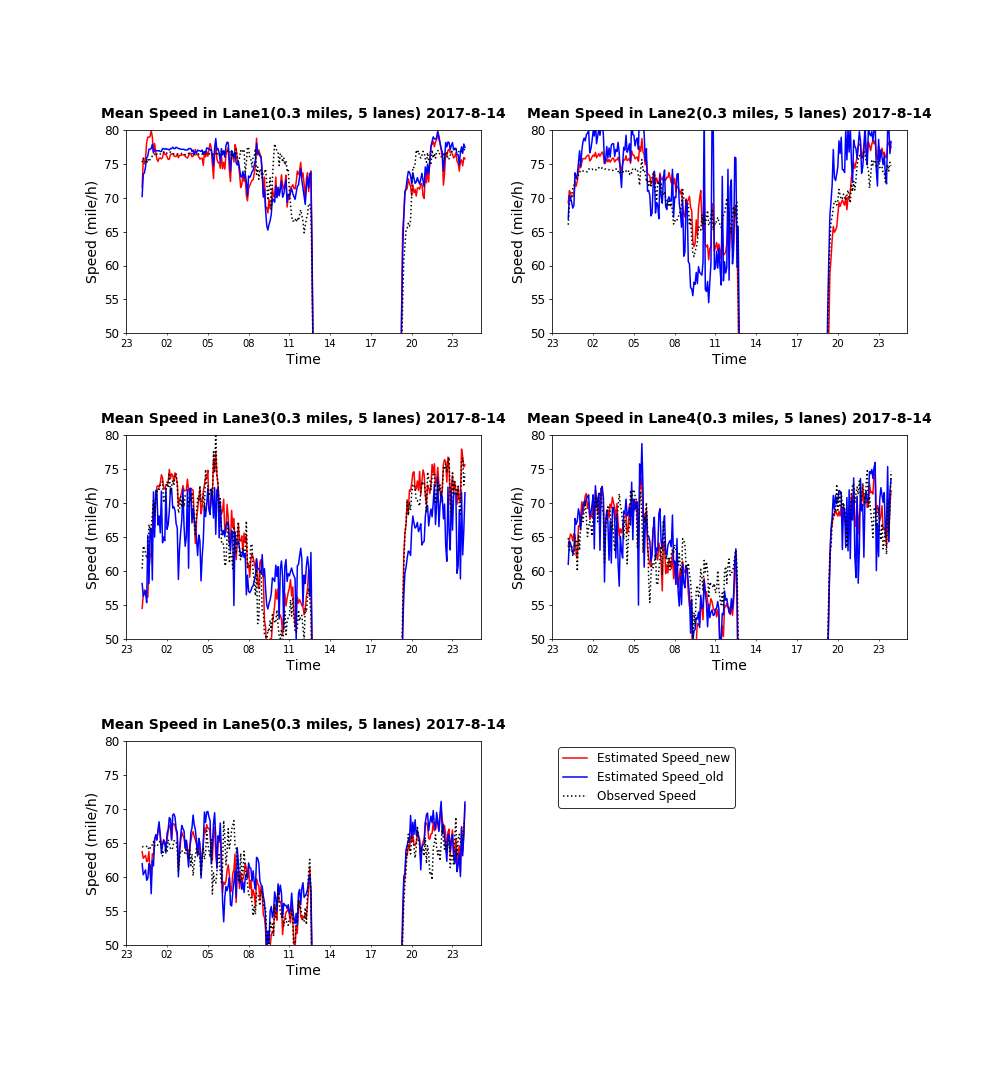 Mean Speed in Lane1(0.3 miles, 5 lanes) 2017-8-14
80
75
70
65
60
55
50
Speed (mile/h)
23 02 05 08 11 14 17 20 23
Time
Mean Speed in Lane2(0.3 miles, 5 lanes) 2017-8-14
80
75
70
65
60
55
50
Speed (mile/h)
23 02 05 08 11 14 17 20 23
Time
Mean Speed in Lane3(0.3 miles, 5 lanes) 2017-8-14
80
75
70
65
60
55
50
Speed (mile/h)
23 02 05 08 11 14 17 20 23
Time
Mean Speed in Lane4(0.3 miles, 5 lanes) 2017-8-14
80
75
70
65
60
55
50
Speed (mile/h)
23 02 05 08 11 14 17 20 23
Time
Mean Speed in Lane5(0.3 miles, 5 lanes) 2017-8-14
80
75
70
65
60
55
50
Speed (mile/h)
23 02 05 08 11 14 17 20 23
Time
Estimated Speed_new
Estimated Speed_old
Observed Speed